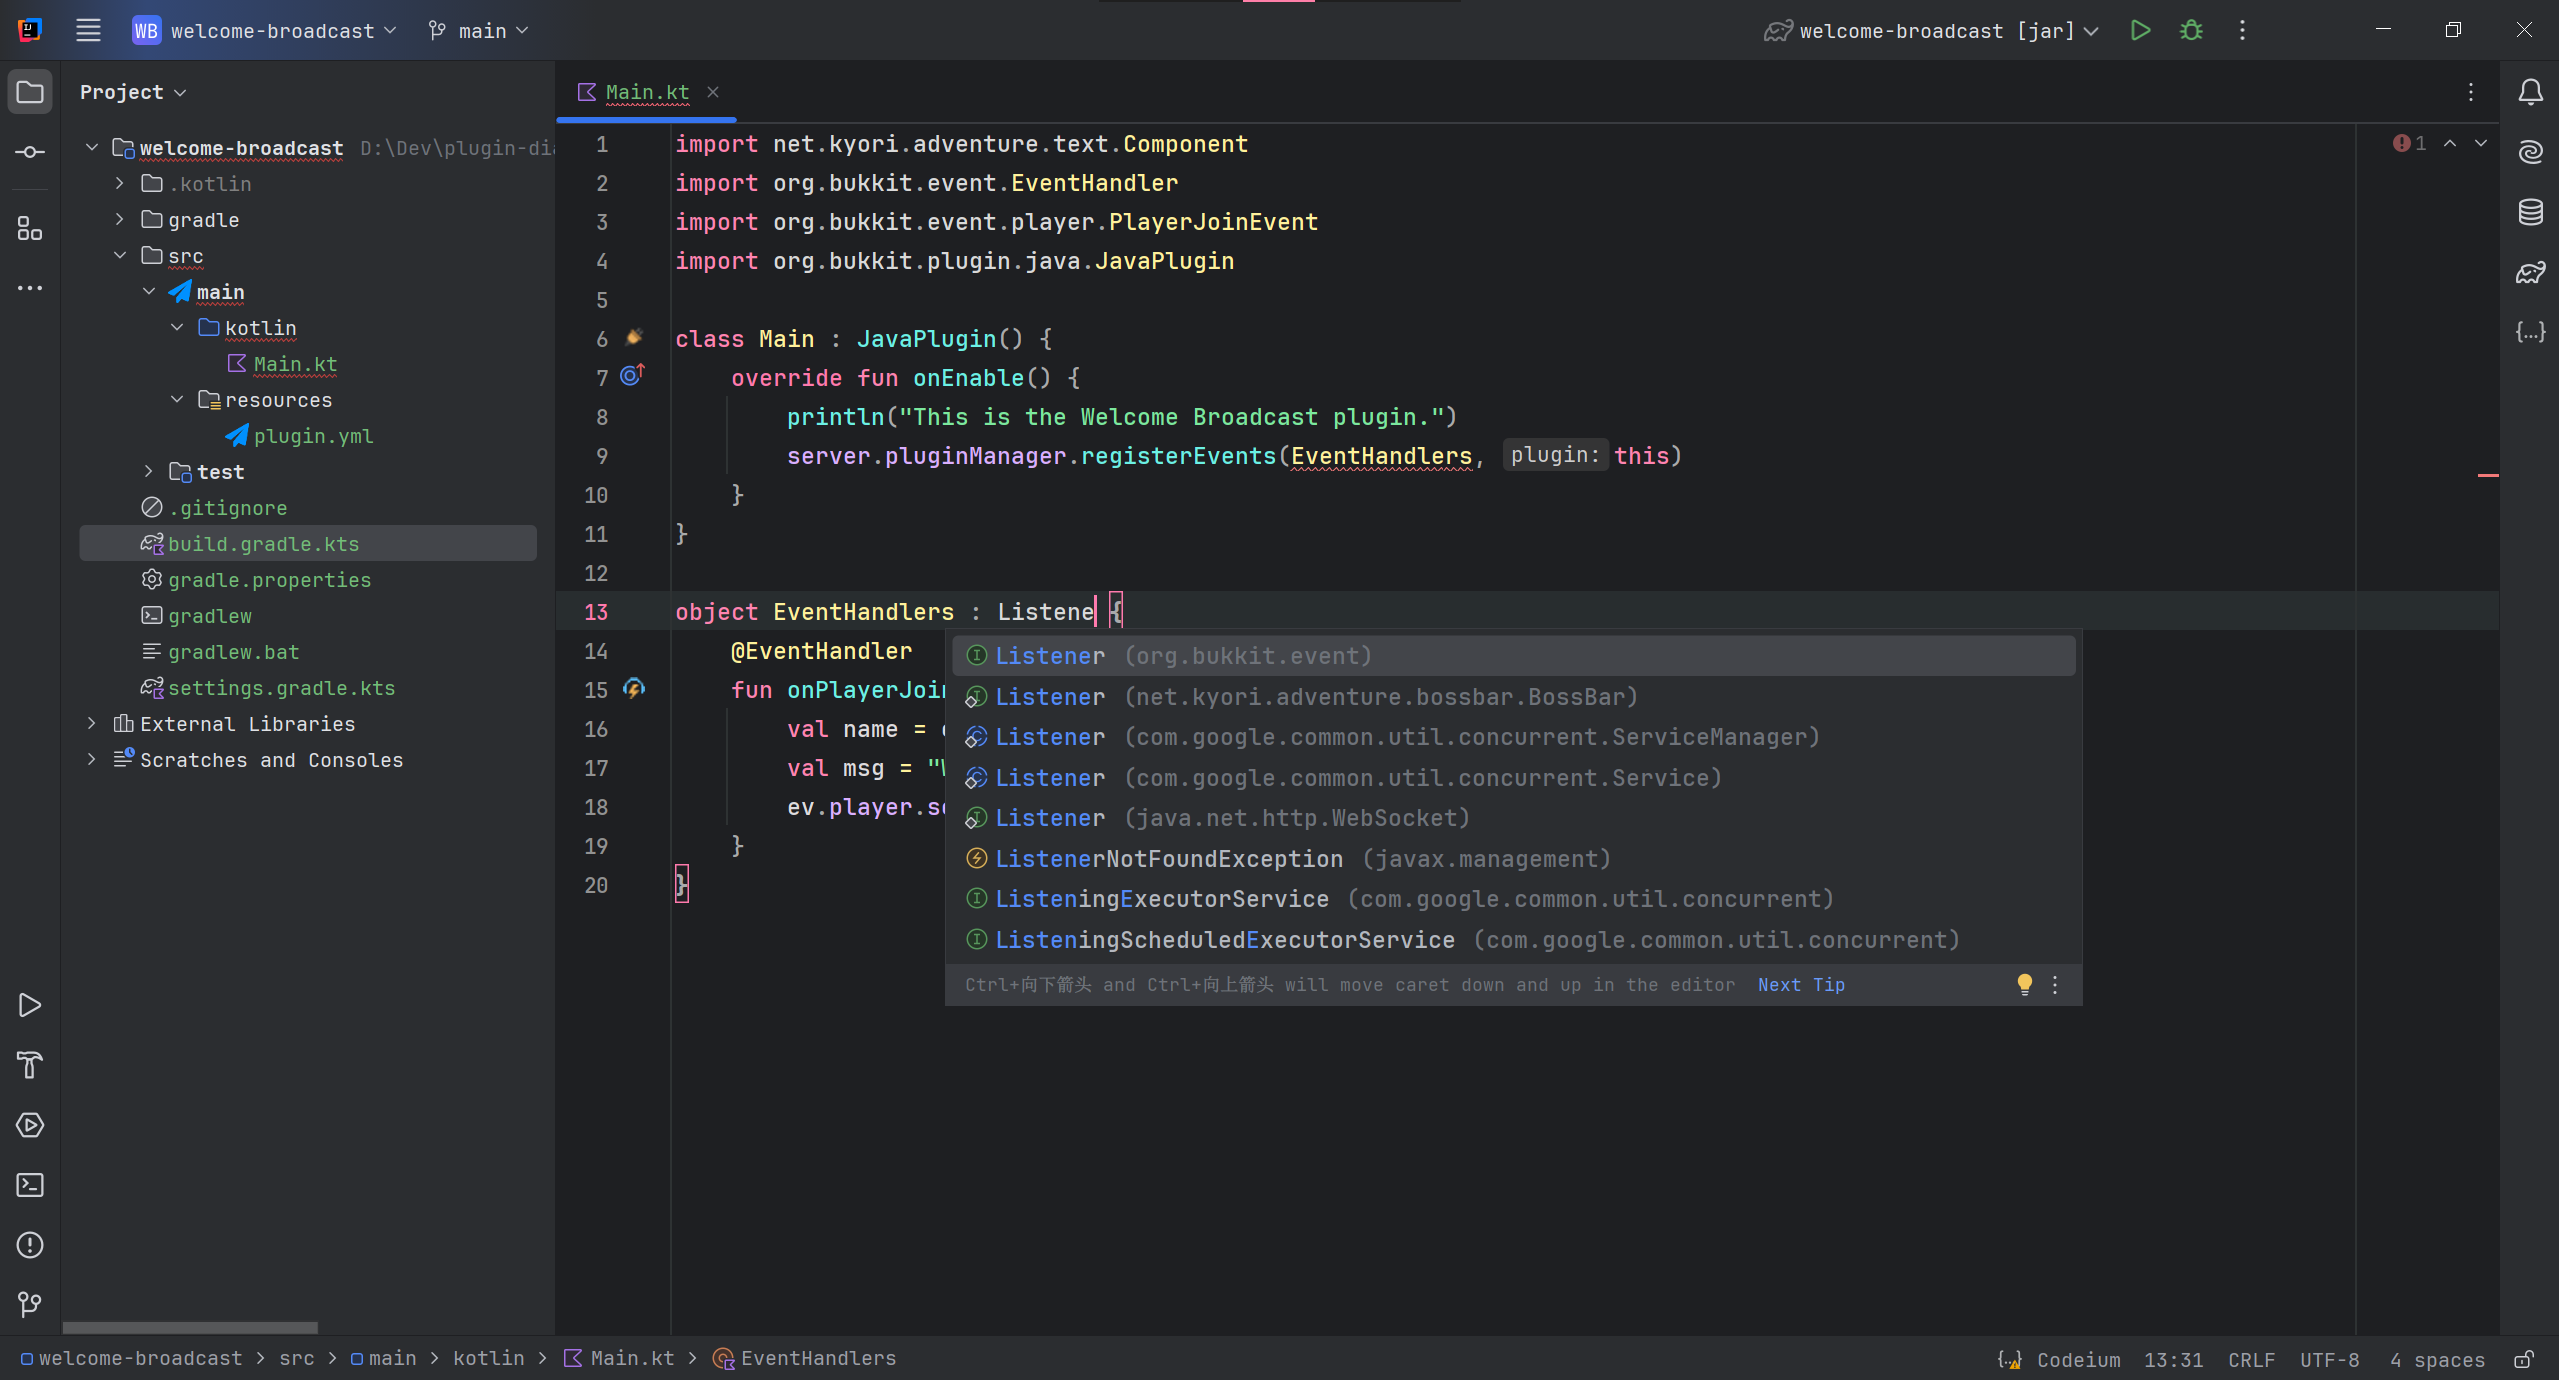 WB welcome-broadcast main welcome-broadcast [jar]
Project
welcome-broadcast D:\Dev\plugin-dia
.kotlin
gradle
src
main
kotlin
Main.kt
resources
plugin.yml
test
.gitignore
build.gradle.kts
gradle.properties
gradlew
gradlew.bat
settings.gradle.kts
External Libraries
Scratches and Consoles
Main.kt
1 import net.kyori.adventure.text.Component
2 import org.bukkit.event.EventHandler
3 import org.bukkit.event.player.PlayerJoinEvent
4 import org.bukkit.plugin.java.JavaPlugin
5
6 class Main : JavaPlugin() {
7 override fun onEnable() {
8 println("This is the Welcome Broadcast plugin.")
9 server.pluginManager.registerEvents(EventHandlers, plugin: this)
10 }
11 }
12
13 object EventHandlers : Listene {
14 @EventHandler
15 fun onPlayerJoin
16 val name = e
17 val msg = "W
18 ev.player.se
19 }
20 }
1
Listener (org.bukkit.event)
Listener (net.kyori.adventure.bossbar.BossBar)
Listener (com.google.common.util.concurrent.ServiceManager)
Listener (com.google.common.util.concurrent.Service)
Listener (java.net.http.WebSocket)
ListenerNotFoundException (javax.management)
ListeningExecutorService (com.google.common.util.concurrent)
ListeningScheduledExecutorService (com.google.common.util.concurrent)
Ctrl+向下箭头 and Ctrl+向上箭头 will move caret down and up in the editor Next Tip
welcome-broadcast > src > main > kotlin > Main.kt > EventHandlers
{...} Codeium 13:31 CRLF UTF-8 4 spaces